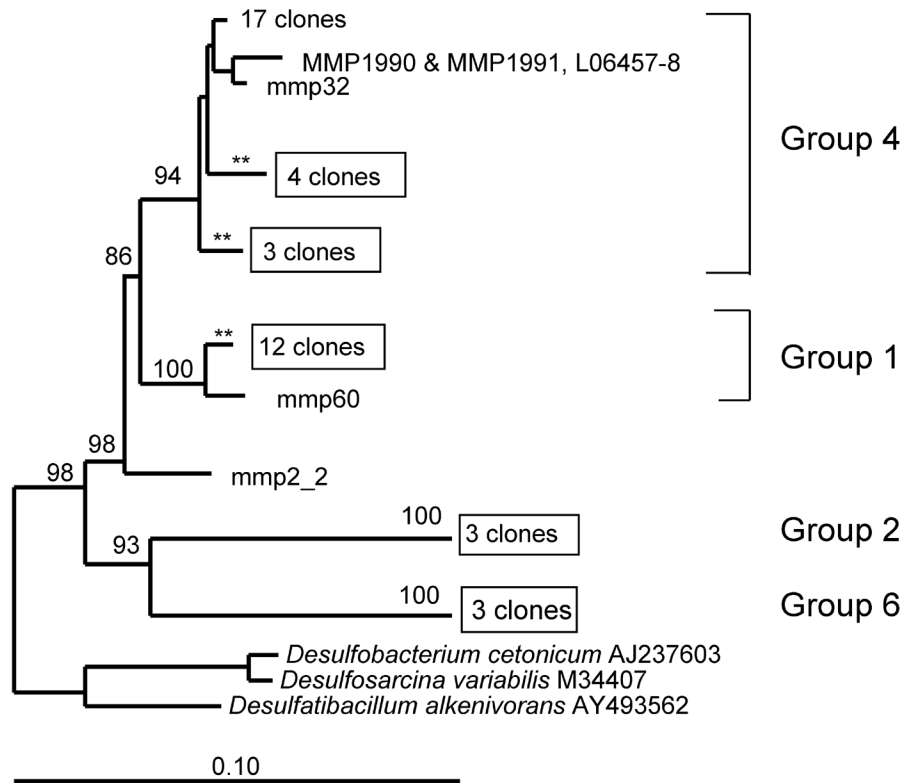 17 clones
MMP1990 & MMP1991, L06457-8
mmp32
Group 4
**
4 clones
94
**
3 clones
86
**
12 clones
Group 1
100
mmp60
98
98
mmp2_2
100
3 clones
Group 2
93
100
3 clones
Group 6
Desulfobacterium cetonicum AJ237603
Desulfosarcina variabilis M34407
Desulfatibacillum alkenivorans AY493562
0.10